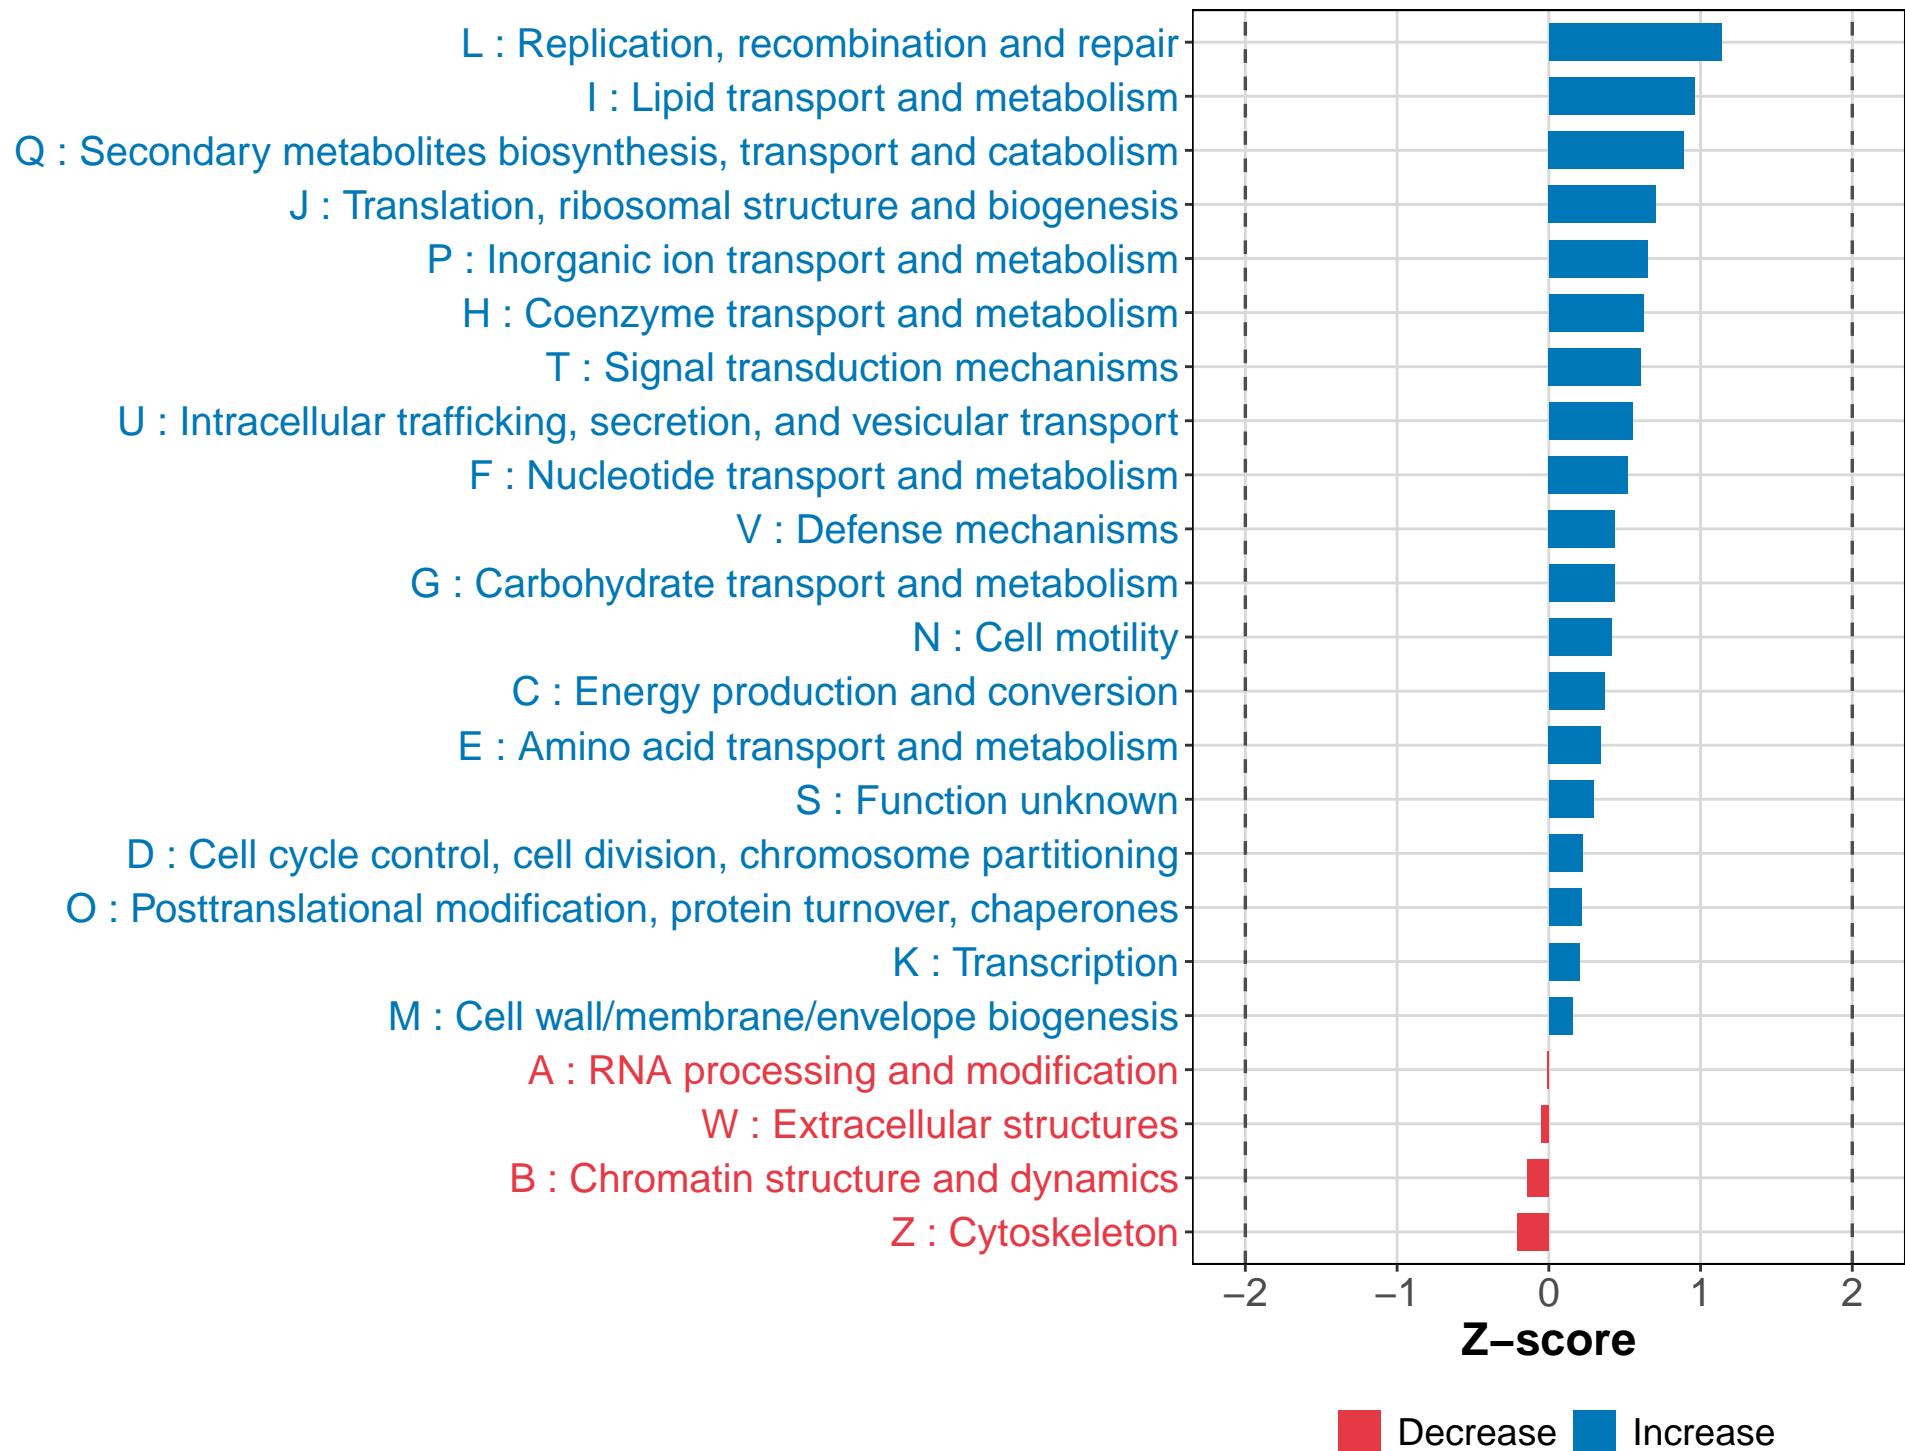 L : Replication, recombination and repair
I : Lipid transport and metabolism
Q : Secondary metabolites biosynthesis, transport and catabolism
J : Translation, ribosomal structure and biogenesis
P : Inorganic ion transport and metabolism
H : Coenzyme transport and metabolism
T : Signal transduction mechanisms
U : Intracellular trafficking, secretion, and vesicular transport
F : Nucleotide transport and metabolism
V : Defense mechanisms
G : Carbohydrate transport and metabolism
N : Cell motility
C : Energy production and conversion
E : Amino acid transport and metabolism
S : Function unknown
D : Cell cycle control, cell division, chromosome partitioning
O : Posttranslational modification, protein turnover, chaperones
K : Transcription
M : Cell wall/membrane/envelope biogenesis
A : RNA processing and modification
W : Extracellular structures
B : Chromatin structure and dynamics
Z : Cytoskeleton
−2 −1 0 1 2
Z−score
Decrease Increase